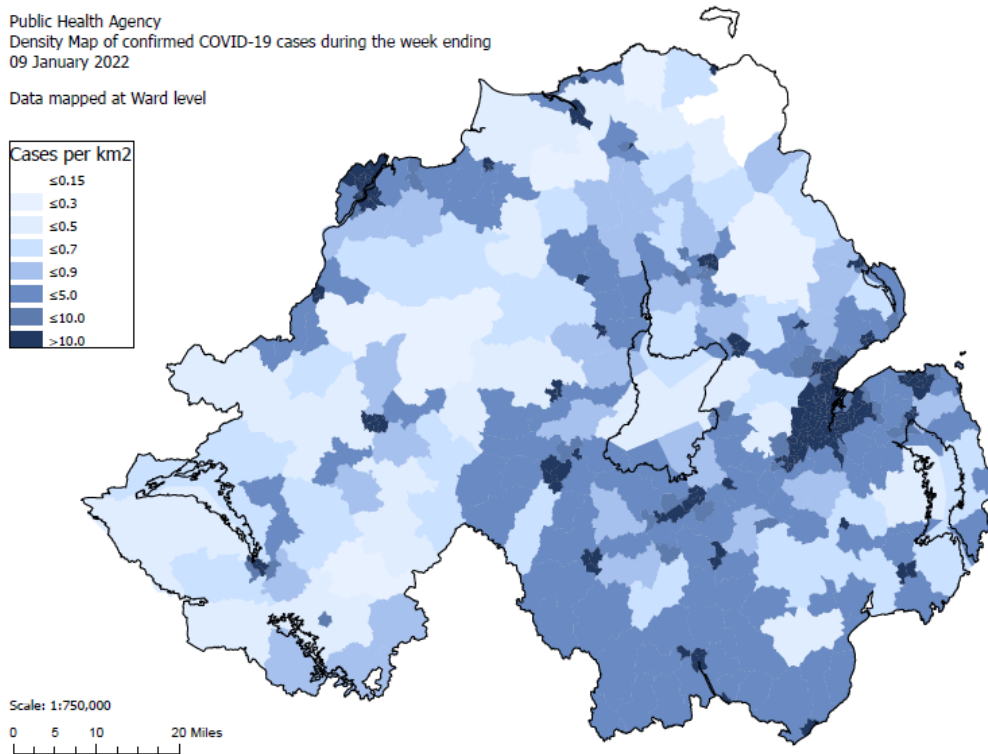 Public Health Agency
Density Map of confirmed COVID-19 cases during the week ending
09 January 2022
Data mapped at Ward level
Cases per km2
≤0.15
≤0.3
≤0.5
≤0.7
≤0.9
≤5.0
≤10.0
>10.0
Scale: 1:750,000
0 5 10 20 Miles